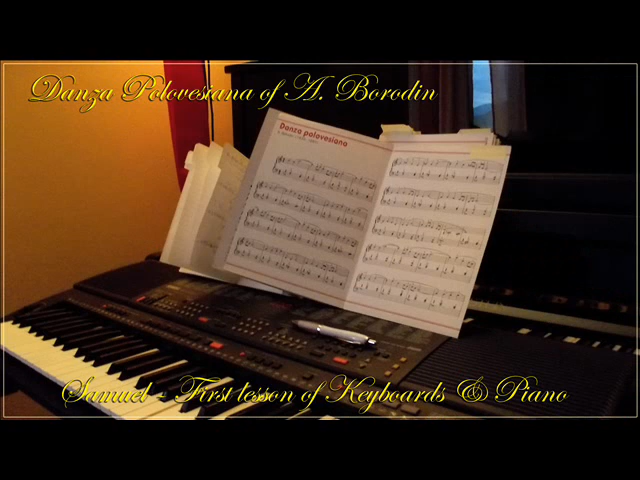 Danza Polovesiana of A. Borodin
Danza polovesiana
Samuel - First lesson of Keyboards & Piano